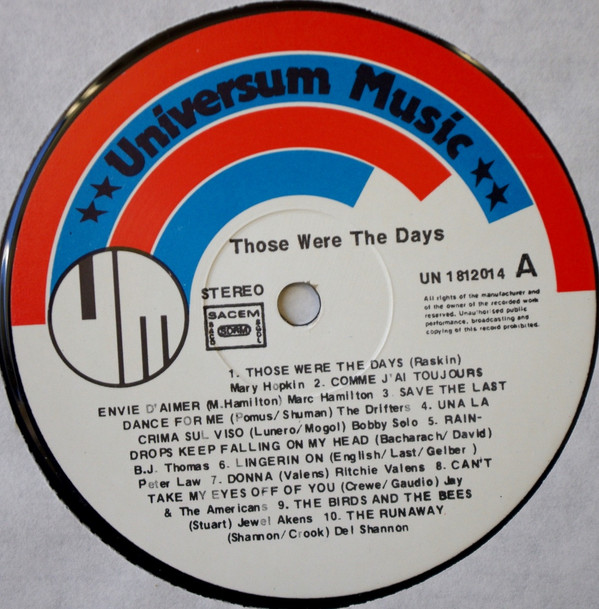 ★★Universum Music★★
Those Were The Days
UN 1812014 A
STEREO
SACEM
SDRM
SACD SGDL
All rights of the manufacturer and
of the owner of the recorded work
reserved. Unauthorised public
performance, broadcasting and
copying of this record prohibited.
1. THOSE WERE THE DAYS (Raskin)
Mary Hopkin 2. COMME J'AI TOUJOURS
ENVIE D'AIMER (M.Hamilton) Marc Hamilton 3. SAVE THE LAST
DANCE FOR ME (Pomus/Shuman) The Drifters 4. UNA LA
CRIMA SUL VISO (Lunero/Mogol) Bobby Solo 5. RAIN-
DROPS KEEP FALLING ON MY HEAD (Bacharach/David)
B.J. Thomas 6. LINGERIN ON (English/Last/Gelber )
Peter Law 7. DONNA (Valens) Ritchie Valens 8. CAN'T
TAKE MY EYES OFF OF YOU (Crewe/Gaudio) Jay
& The Americans 9. THE BIRDS AND THE BEES
(Stuart) Jewel Akens 10. THE RUNAWAY
(Shannon/Crook) Del Shannon